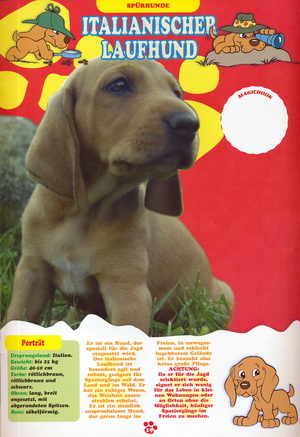 SPÜRHUNDE
ITALIANISCHER
LAUFHUND
MAGICBOOK
Porträt
Ursprungsland: Italien.
Gewicht: bis 25 kg
Größe: 40-50 cm
Farbe: rötlichbraun,
rötlichbraun und
schwarz.
Ohren: lang, breit
angesetzt, mit
abgerundeten Spitzen.
Rute: säbelförmig.
Er ist ein Hund, der
speziell für die Jagd
eingesetzt wird.
Der Italienische
Laufhund ist
besonders agil und
robust, geeignet für
Spaziergänge auf dem
Land und im Wald. Er
hat ein ruhiges Wesen,
das Weisheit auszu-
strahlen scheint.
Er ist ein ziemlich
anspruchsloser Hund,
der gerne lange im
Freien, in unwegsa-
mem und schlecht
begehbarem Gelände
ist. Er braucht also
keine große Pflege.
ACHTUNG:
Da er für die Jagd
selektiert wurde,
eignet er sich wenig
für das Leben in klei-
nen Wohnungen oder
an Orten ohne die
Möglichkeit, häufiger
Spaziergänge im
Freien zu machen.